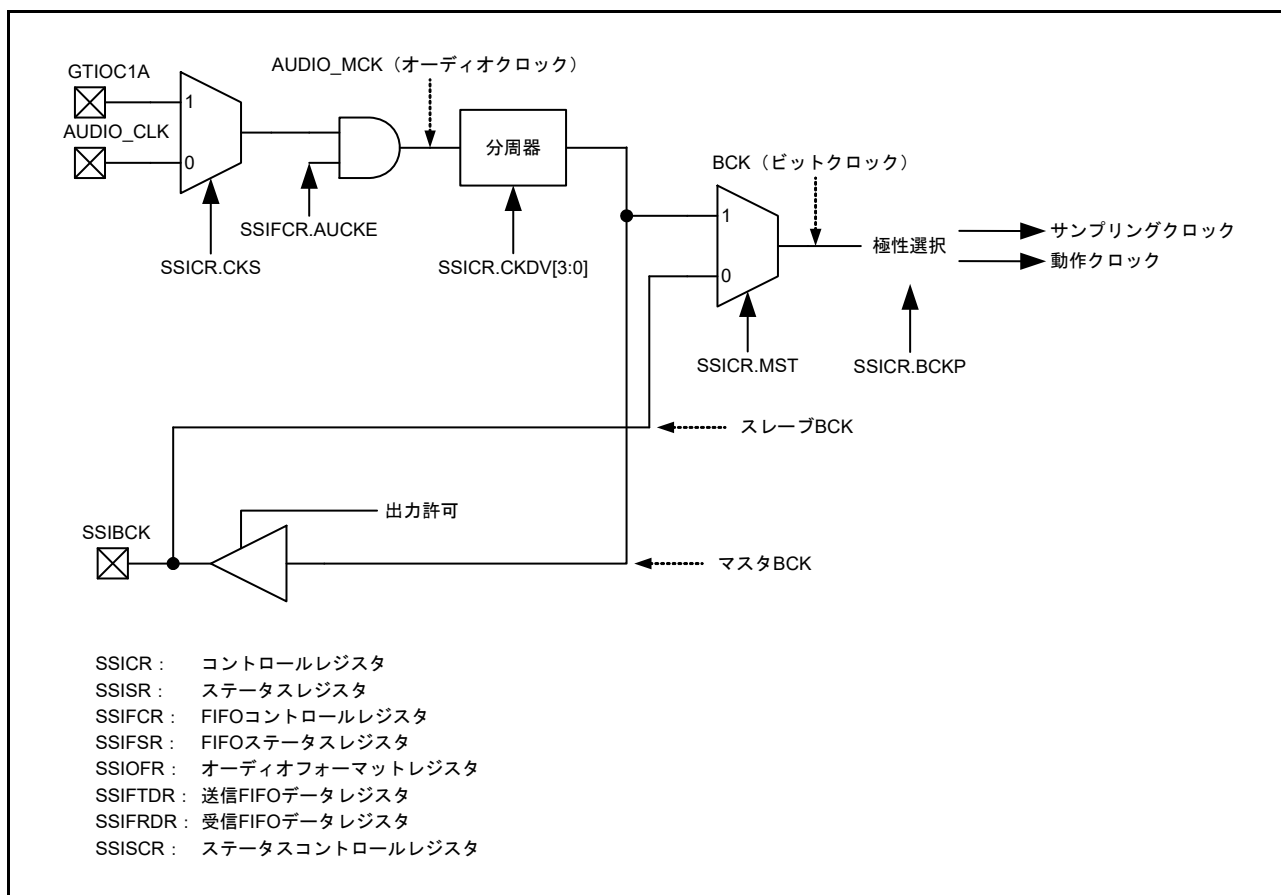 GTIOC1A
AUDIO_MCK（オーディオクロック）
1
AUDIO_CLK
0
分周器
BCK（ビットクロック）
SSIFCR.AUCKE
1
サンプリングクロック
極性選択
動作クロック
SSICR.CKS
SSICR.CKDV[3:0]
0
SSICR.MST
SSICR.BCKP
スレーブBCK
出力許可
SSIBCK
マスタBCK
SSICR： コントロールレジスタ
SSISR： ステータスレジスタ
SSIFCR： FIFOコントロールレジスタ
SSIFSR： FIFOステータスレジスタ
SSIOFR： オーディオフォーマットレジスタ
SSIFTDR： 送信FIFOデータレジスタ
SSIFRDR： 受信FIFOデータレジスタ
SSISCR： ステータスコントロールレジスタ